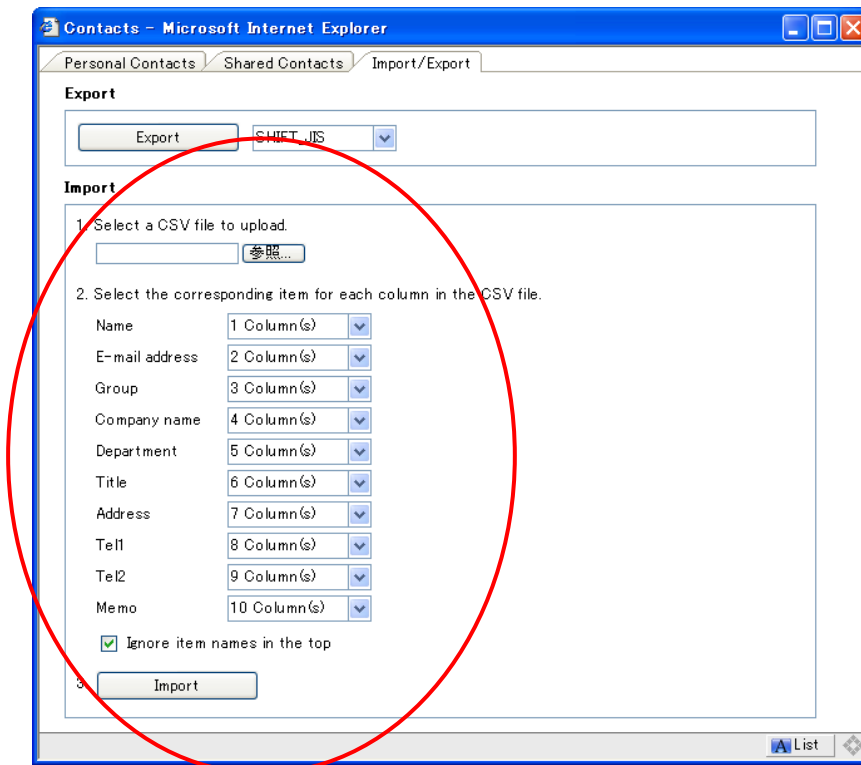 Contacts - Microsoft Internet Explorer
Personal Contacts Shared Contacts Import/Export
Export
Export SHIFT_JIS
Import
1. Select a CSV file to upload.
参照...
2. Select the corresponding item for each column in the CSV file.
Name 1 Column(s)
E-mail address 2 Column(s)
Group 3 Column(s)
Company name 4 Column(s)
Department 5 Column(s)
Title 6 Column(s)
Address 7 Column(s)
Tel1 8 Column(s)
Tel2 9 Column(s)
Memo 10 Column(s)
Ignore item names in the top
3. Import
A List